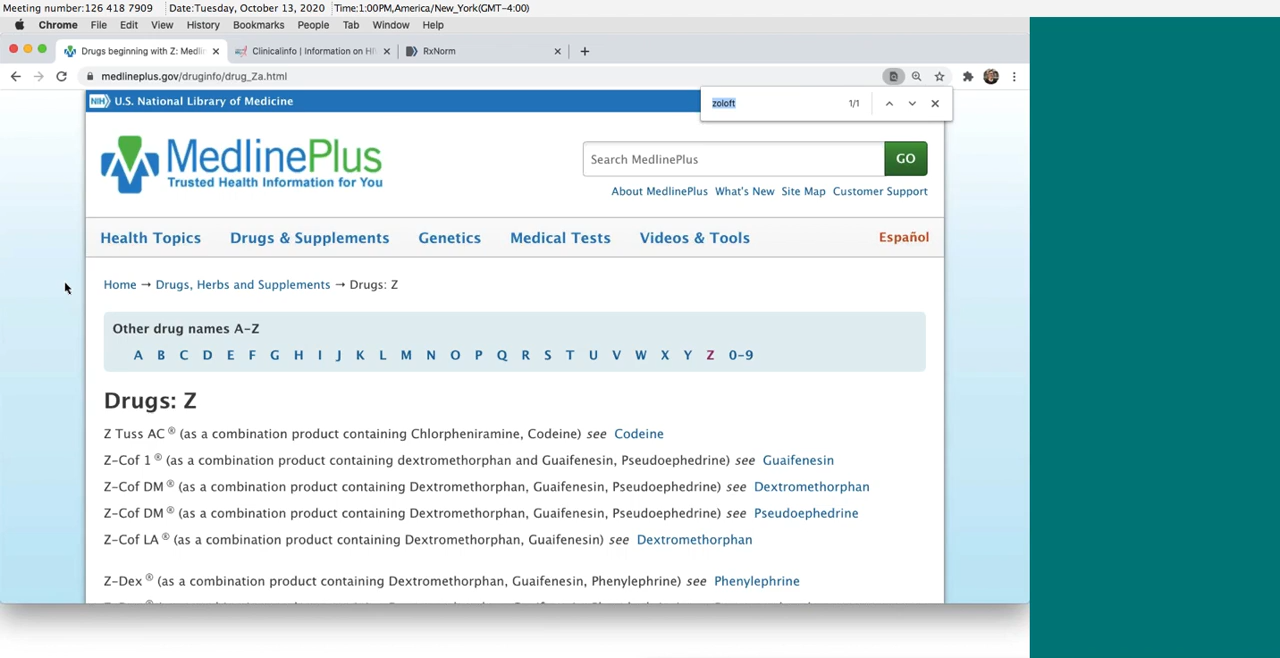 Meeting number:126 418 7909 Date:Tuesday, October 13, 2020 Time:1:00PM,America/New_York(GMT-4:00)
Chrome File Edit View History Bookmarks People Tab Window Help
Drugs beginning with Z: Medlin Clinicalinfo | Information on HI RxNorm
medlineplus.gov/druginfo/drug_Za.html
NIH U.S. National Library of Medicine
zoloft 1/1
MedlinePlus
Trusted Health Information for You
Search MedlinePlus GO
About MedlinePlus What's New Site Map Customer Support
Health Topics Drugs & Supplements Genetics Medical Tests Videos & Tools Español
Home → Drugs, Herbs and Supplements → Drugs: Z
Other drug names A-Z
A B C D E F G H I J K L M N O P Q R S T U V W X Y Z 0-9
Drugs: Z
Z Tuss AC ® (as a combination product containing Chlorpheniramine, Codeine) see Codeine
Z-Cof 1 ® (as a combination product containing dextromethorphan and Guaifenesin, Pseudoephedrine) see Guaifenesin
Z-Cof DM ® (as a combination product containing Dextromethorphan, Guaifenesin, Pseudoephedrine) see Dextromethorphan
Z-Cof DM ® (as a combination product containing Dextromethorphan, Guaifenesin, Pseudoephedrine) see Pseudoephedrine
Z-Cof LA ® (as a combination product containing Dextromethorphan, Guaifenesin) see Dextromethorphan
Z-Dex ® (as a combination product containing Dextromethorphan, Guaifenesin, Phenylephrine) see Phenylephrine